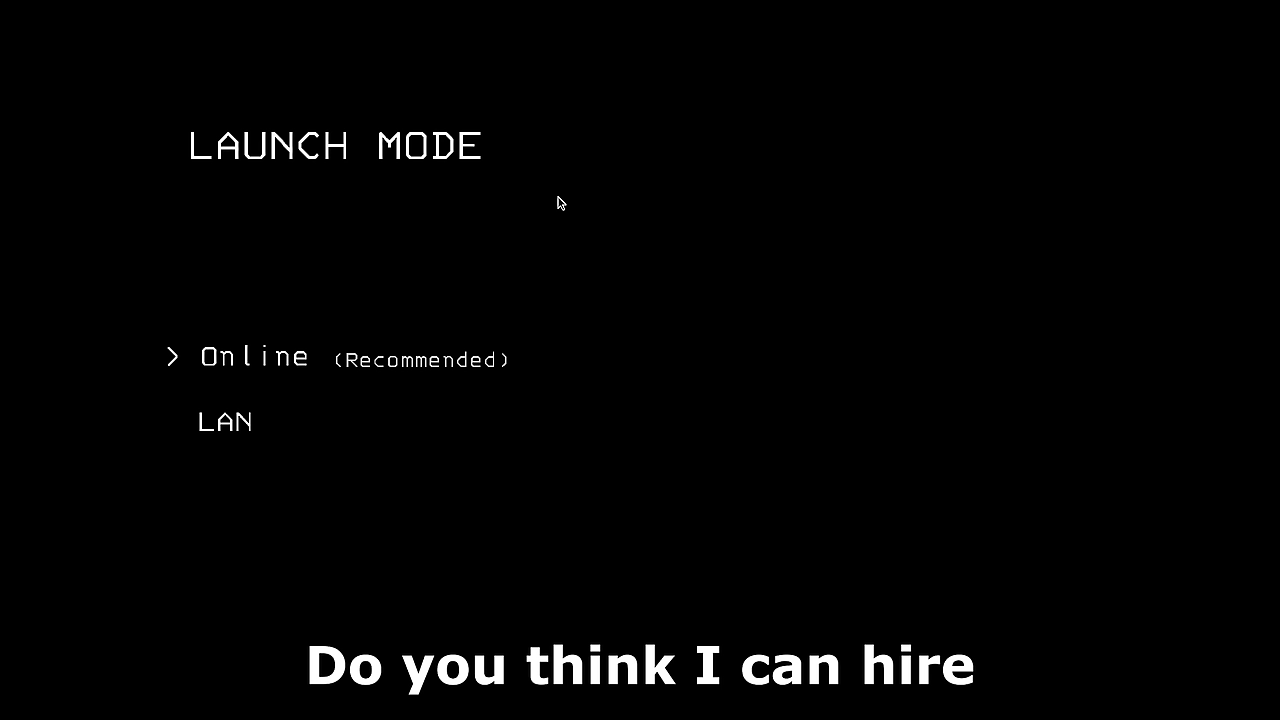 LAUNCH MODE
> Online (Recommended)
LAN
Do you think I can hire